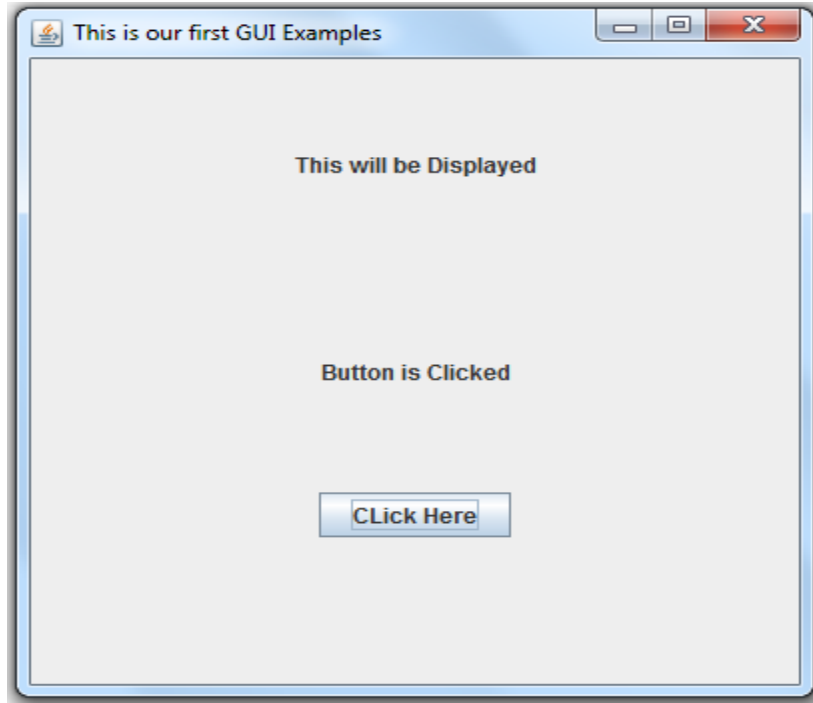 This is our first GUI Examples
This will be Displayed
Button is Clicked
CLick Here